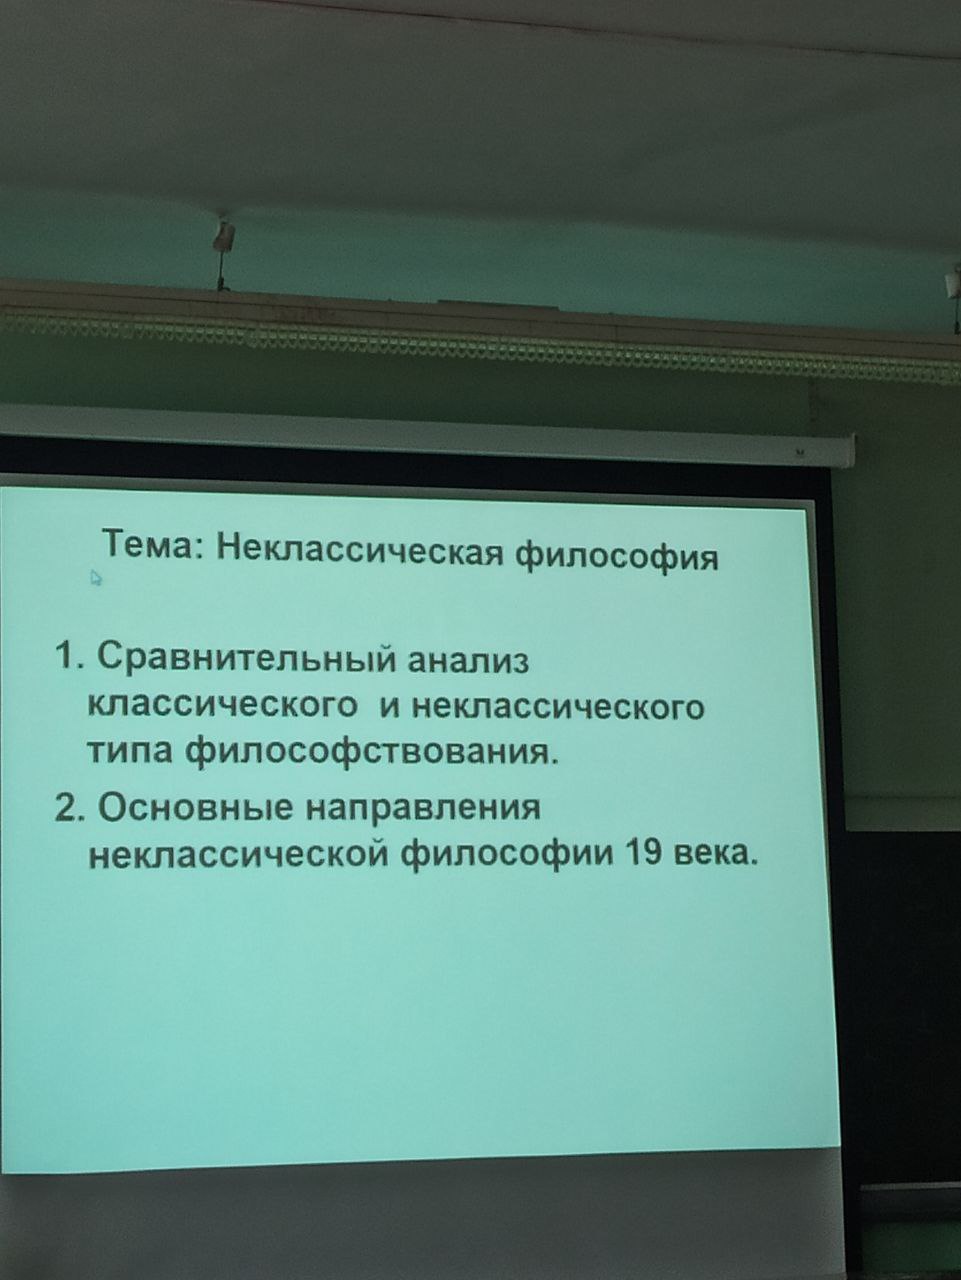 Тема: Неклассическая философия
1. Сравнительный анализ
классического и неклассического
типа философствования.
2. Основные направления
неклассической философии 19 века.